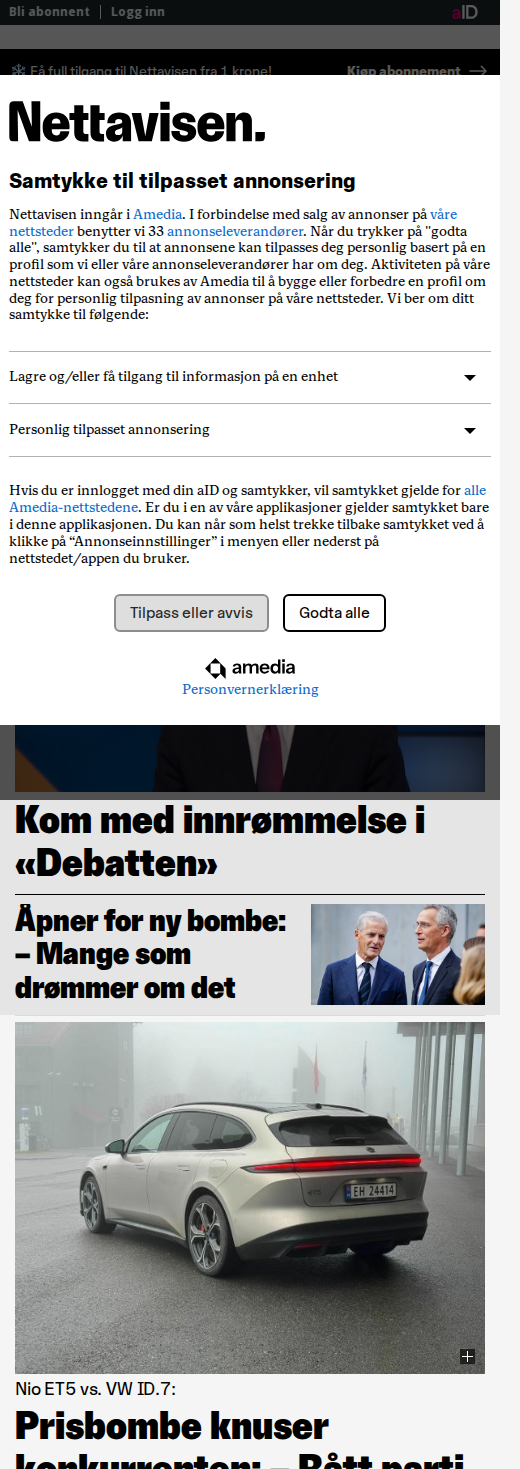 Bli abonnent | Logg inn
aID
Få full tilgang til Nettavisen fra 1 krone!
Kjøp abonnement
Nettavisen.
Samtykke til tilpasset annonsering
Nettavisen inngår i Amedia. I forbindelse med salg av annonser på våre
nettsteder benytter vi 33 annonseleverandører. Når du trykker på "godta
alle", samtykker du til at annonsene kan tilpasses deg personlig basert på en
profil som vi eller våre annonseleverandører har om deg. Aktiviteten på våre
nettsteder kan også brukes av Amedia til å bygge eller forbedre en profil om
deg for personlig tilpasning av annonser på våre nettsteder. Vi ber om ditt
samtykke til følgende:
Lagre og/eller få tilgang til informasjon på en enhet
Personlig tilpasset annonsering
Hvis du er innlogget med din aID og samtykker, vil samtykket gjelde for alle
Amedia-nettstedene. Er du i en av våre applikasjoner gjelder samtykket bare
i denne applikasjonen. Du kan når som helst trekke tilbake samtykket ved å
klikke på “Annonseinnstillinger” i menyen eller nederst på
nettstedet/appen du bruker.
Tilpass eller avvis
Godta alle
amedia
Personvernerklæring
Kom med innrømmelse i
«Debatten»
Åpner for ny bombe:
– Mange som
drømmer om det
EH 24414
Nio ET5 vs. VW ID.7:
Prisbombe knuser
konkurrenten: – Rått parti